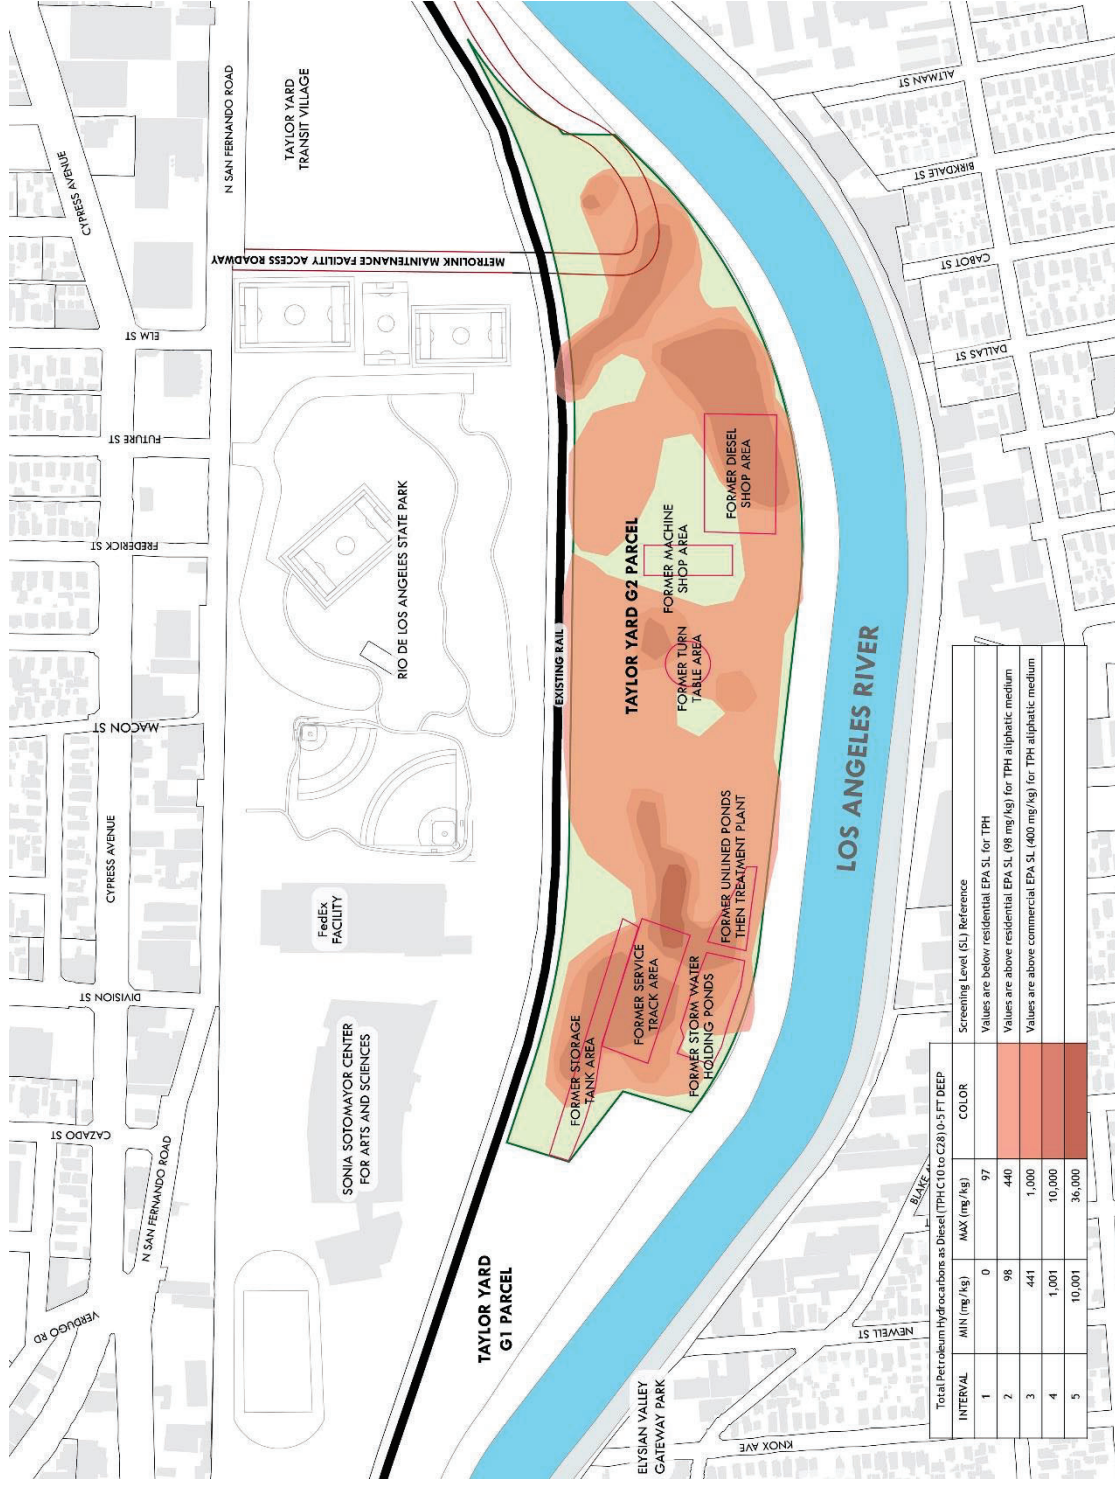 VERDUGO RD
N SAN FERNANDO ROAD
CAZADO ST
DIVISION ST
CYPRESS AVENUE
MACON ST
FREDERICK ST
FUTURE ST
ELM ST
CYPRESS AVENUE
N SAN FERNANDO ROAD
TAYLOR YARD
TRANSIT VILLAGE
METROLINK MAINTENANCE FACILITY ACCESS ROADWAY
SONIA SOTOMAYOR CENTER
FOR ARTS AND SCIENCES
FedEx
FACILITY
RIO DE LOS ANGELES STATE PARK
EXISTING RAIL
TAYLOR YARD
G1 PARCEL
TAYLOR YARD G2 PARCEL
FORMER STORAGE
TANK AREA
FORMER SERVICE
TRACK AREA
FORMER STORM WATER
HOLDING PONDS
FORMER UNLINED PONDS
THEN TREATMENT PLANT
FORMER TURN
TABLE AREA
FORMER MACHINE
SHOP AREA
FORMER DIESEL
SHOP AREA
LOS ANGELES RIVER
ELYSIAN VALLEY
GATEWAY PARK
KNOX AVE
NEWELL ST
BLAKE
DALLAS ST
CABOT ST
BIRKDALE ST
ALTMAN ST
Total Petroleum Hydrocarbons as Diesel (TPH C10 to C28) 0-5 FT DEEP
INTERVAL MIN (mg/kg) MAX (mg/kg) COLOR Screening Level (SL) Reference
1 0 97 Values are below residential EPA SL for TPH
2 98 440 Values are above residential EPA SL (98 mg/kg) for TPH aliphatic medium
3 441 1,000 Values are above commercial EPA SL (400 mg/kg) for TPH aliphatic medium
4 1,001 10,000
5 10,001 36,000